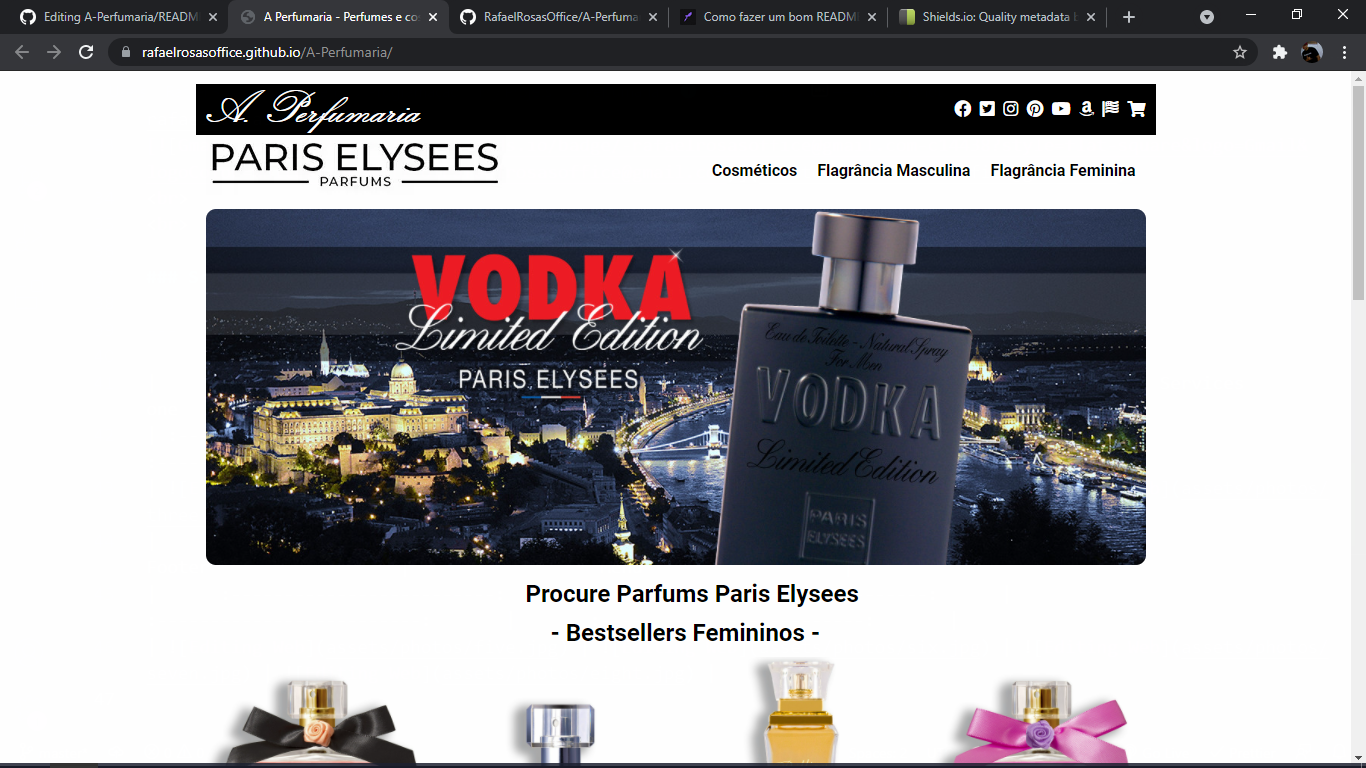 Editing A-Perfumaria/READM
A Perfumaria - Perfumes e co
RafaelRosasOffice/A-Perfuma
Como fazer um bom READM
Shields.io: Quality metadata b
rafaelrosasoffice.github.io/A-Perfumaria/
A. Perfumaria
PARIS ELYSEES
PARFUMS
Cosméticos Flagrância Masculina Flagrância Feminina
VODKA
Limited Edition
PARIS ELYSEES
Eau de Toilette - Natural Spray
For Men
VODKA
Limited Edition
PARIS
ELYSEES
Procure Parfums Paris Elysees
- Bestsellers Femininos -